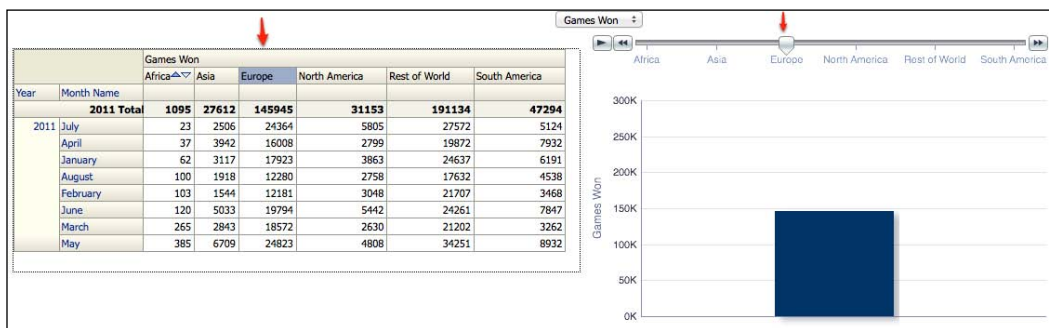 Games Won
Games Won
Africa Asia Europe North America Rest of World South America
Year Month Name
2011 Total 1095 27612 145945 31153 191134 47294
2011 July 23 2506 24364 5805 27572 5124
April 37 3942 16008 2799 19872 7932
January 62 3117 17923 3863 24637 6191
August 100 1918 12280 2758 17632 4538
February 103 1544 12181 3048 21707 3468
June 120 5033 19794 5442 24261 7847
March 265 2843 18572 2630 21202 3262
May 385 6709 24823 4808 34251 8932
Africa Asia Europe North America Rest of World South America
300K
250K
200K
150K
100K
50K
0K
Games Won